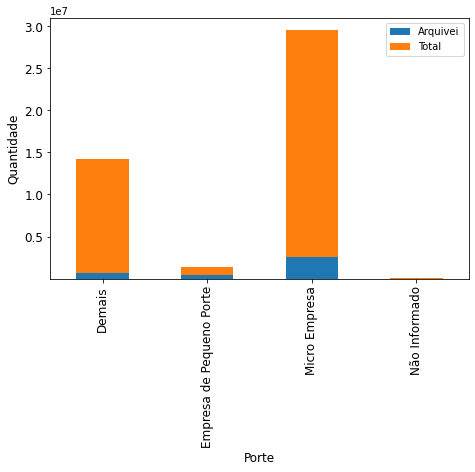 1e7
3.0
2.5
2.0
1.5
1.0
0.5
Quantidade
Arquivei
Total
Demais
Empresa de Pequeno Porte
Micro Empresa
Não Informado
Porte